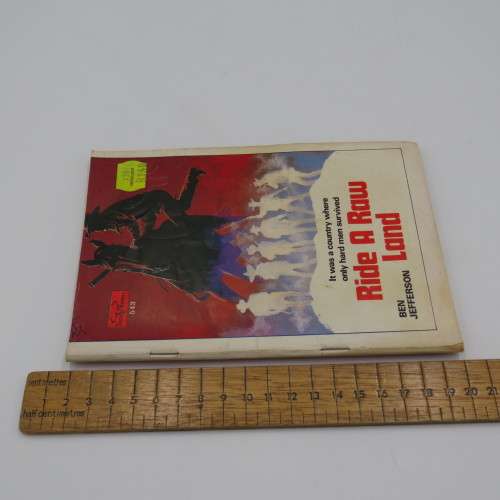 It was a country where
only hard men survived
Ride A Raw
Land
BEN
JEFFERSON
543
centimetres
1 2 3 4 5 6 7 8 9 10 11 12 13 14 15 16 17 18 19 20 21
half centimetres